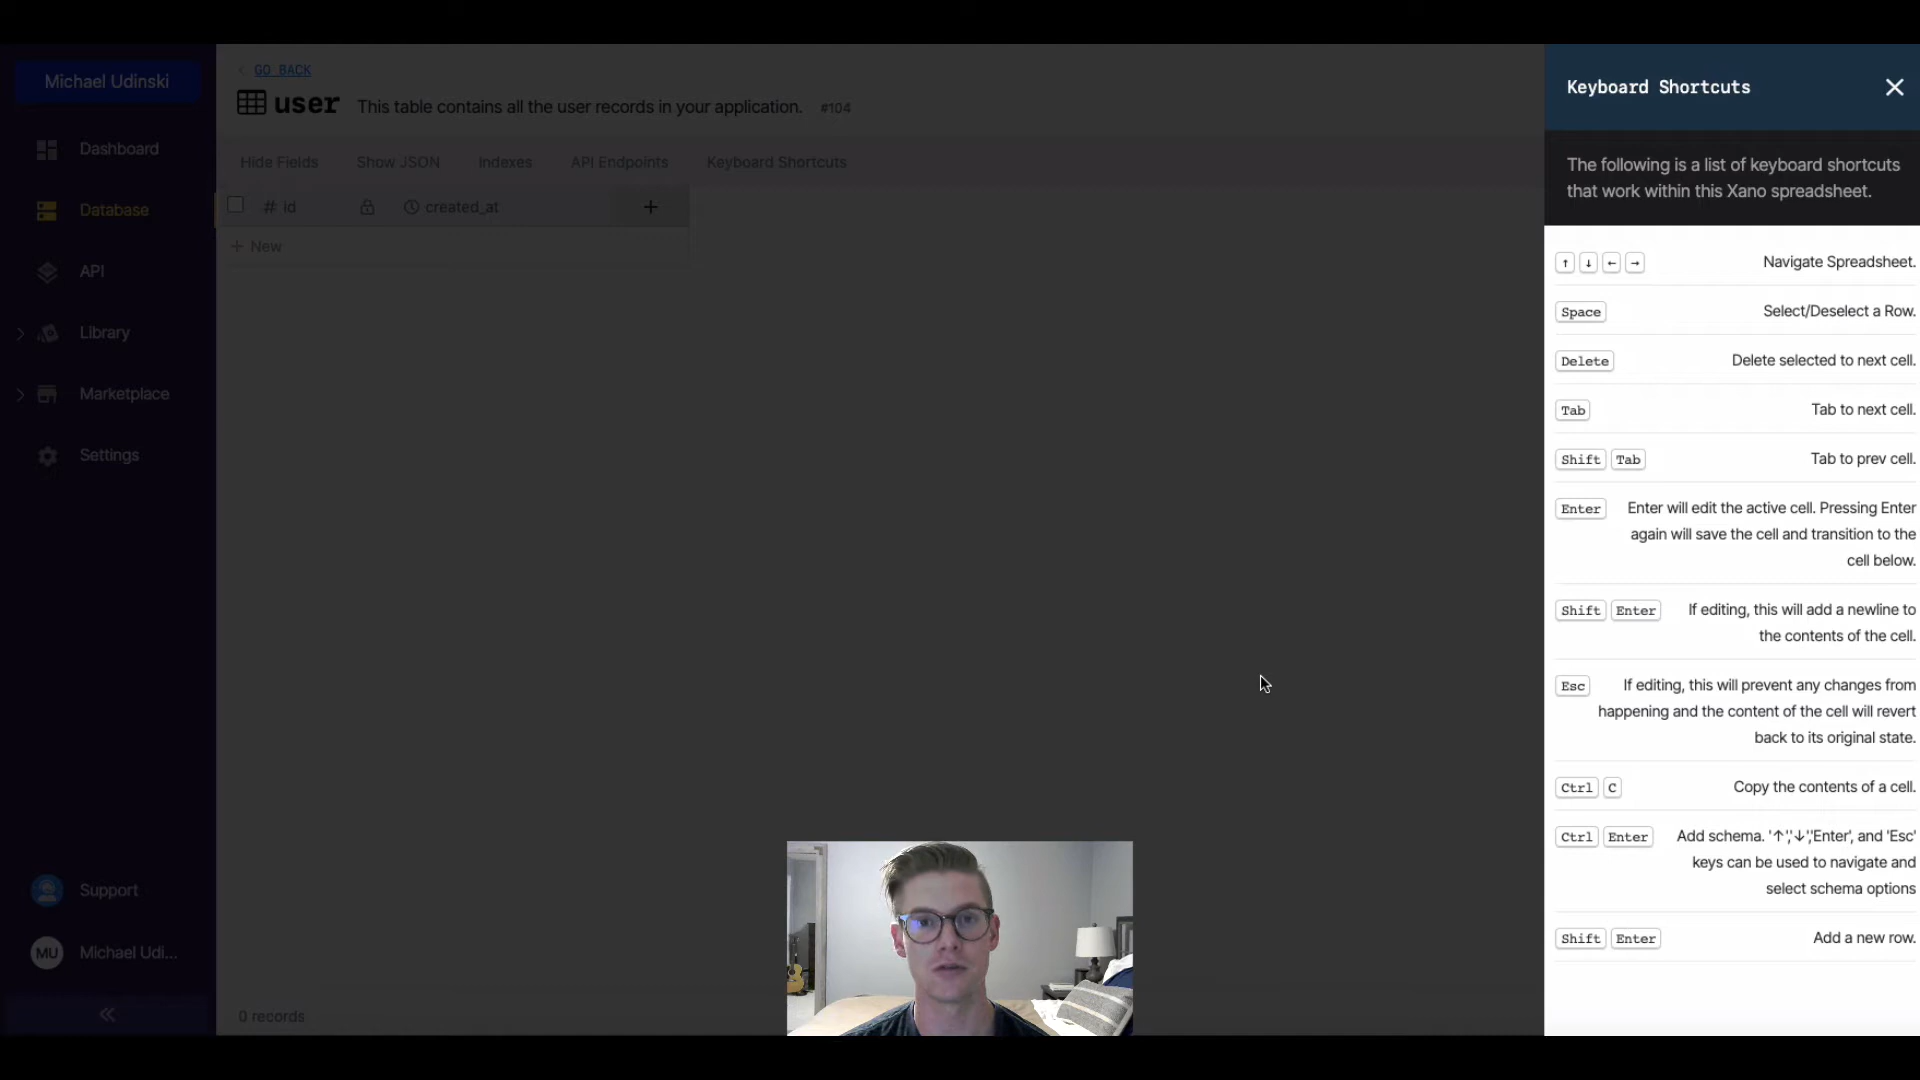 Michael Udinski
Dashboard
Database
API
Library
Marketplace
Settings
Support
MU Michael Udi...
GO BACK
user This table contains all the user records in your application. #104
Hide Fields Show JSON Indexes API Endpoints Keyboard Shortcuts
# id created_at +
+ New
0 records
Keyboard Shortcuts
The following is a list of keyboard shortcuts
that work within this Xano spreadsheet.
↑ ↓ ← → Navigate Spreadsheet.
Space Select/Deselect a Row.
Delete Delete selected to next cell.
Tab Tab to next cell.
Shift Tab Tab to prev cell.
Enter Enter will edit the active cell. Pressing Enter
again will save the cell and transition to the
cell below.
Shift Enter If editing, this will add a newline to
the contents of the cell.
Esc If editing, this will prevent any changes from
happening and the content of the cell will revert
back to its original state.
Ctrl C Copy the contents of a cell.
Ctrl Enter Add schema. '↑','↓','Enter', and 'Esc'
keys can be used to navigate and
select schema options
Shift Enter Add a new row.